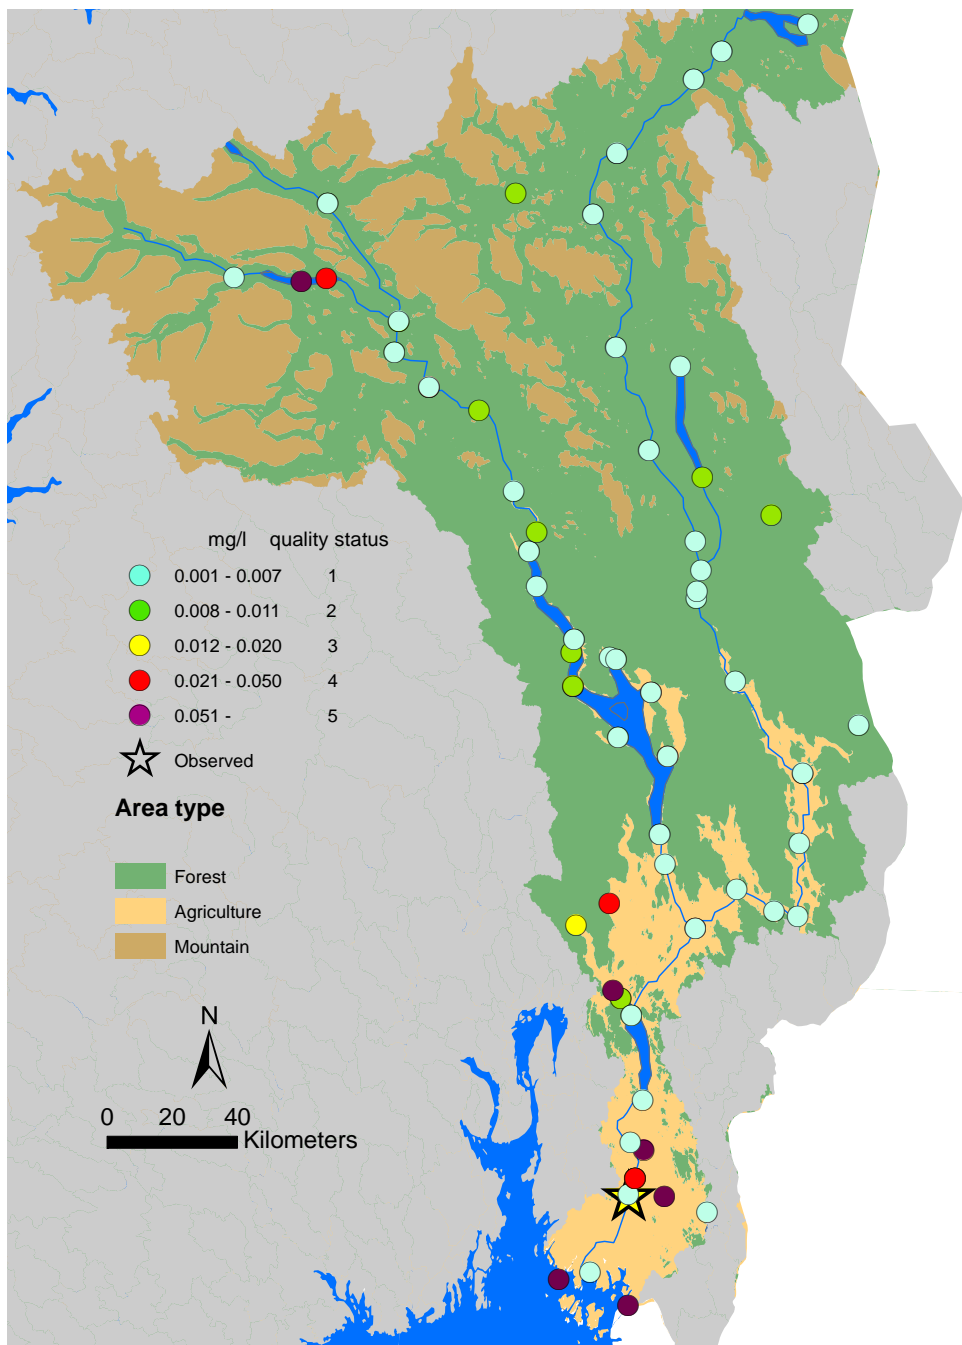 mg/l quality status
0.001 - 0.007 1
0.008 - 0.011 2
0.012 - 0.020 3
0.021 - 0.050 4
0.051 - 5
Observed
Area type
Forest
Agriculture
Mountain
N
0 20 40
Kilometers